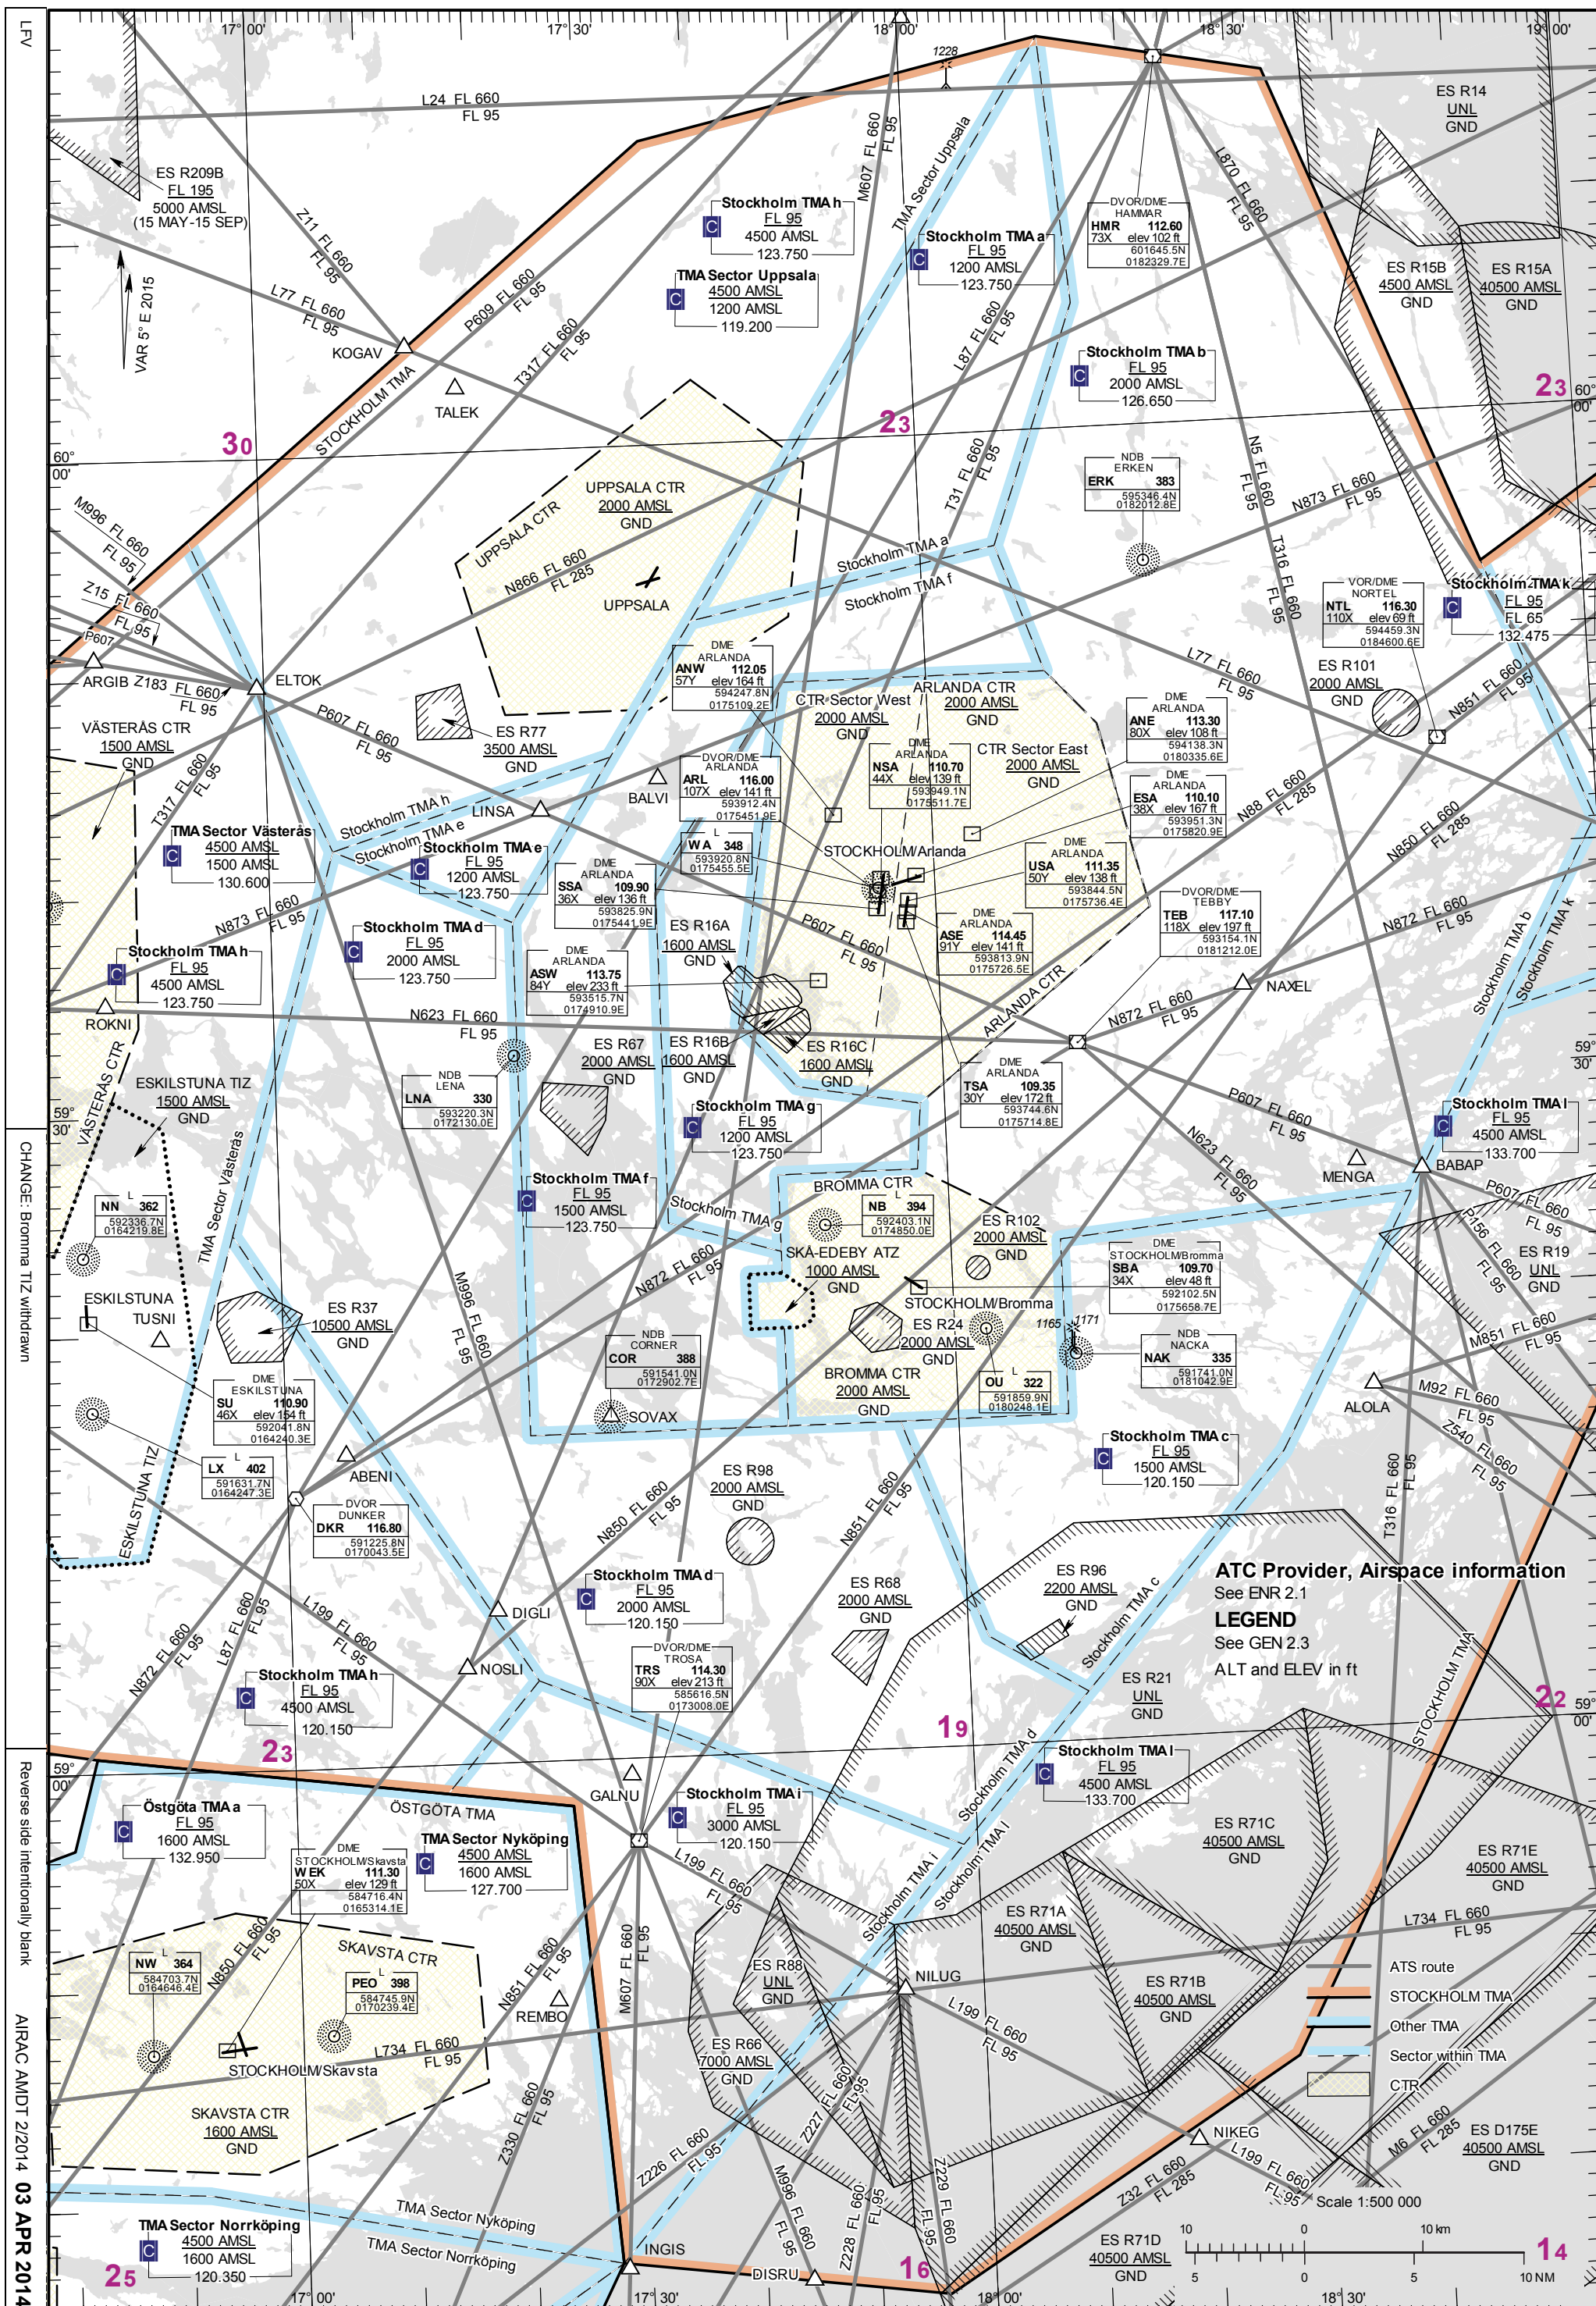 LFV
CHANGE: Bromma TIZ withdrawn
Reverse side intentionally blank
AIRAC AMDT 2/2014 03 APR 2014
17° 00'
17° 30'
18° 00'
18° 30'
19° 00'
1228
L24 FL 660
FL 95
ES R209B
FL 195
5000 AMSL
(15 MAY-15 SEP)
VAR 5° E 2015
Z11 FL 660
FL 95
L77 FL 660
FL 95
P609 FL 660
FL 95
T317 FL 660
FL 95
M607 FL 660
FL 95
TMA Sector Uppsala
Stockholm TMA h
FL 95
4500 AMSL
123.750
TMA Sector Uppsala
4500 AMSL
1200 AMSL
119.200
Stockholm TMA a
FL 95
1200 AMSL
123.750
DVOR/DME
HAMMAR
HMR 112.60
73X elev 102 ft
601645.5N
0182329.7E
L870 FL 660
FL 95
ES R14
UNL
GND
ES R15B
4500 AMSL
GND
ES R15A
40500 AMSL
GND
KOGAV
TALEK
STOCKHOLM TMA
L87 FL 660
FL 95
Stockholm TMA b
FL 95
2000 AMSL
126.650
30
23
23
60°
00'
60°
00'
UPPSALA CTR
2000 AMSL
GND
UPPSALA CTR
N866 FL 660
FL 285
UPPSALA
T31 FL 660
FL 95
NDB
ERKEN
ERK 383
595346.4N
0182012.8E
N5 FL 660
FL 95
N873 FL 660
FL 95
M996 FL 660
FL 95
Z15 FL 660
FL 95
P607
ARGIB
Z183 FL 660
FL 95
ELTOK
Stockholm TMA a
Stockholm TMA f
T316 FL 660
FL 95
VOR/DME
NORTEL
NTL 116.30
110X elev 69 ft
594459.3N
0184600.6E
Stockholm TMA k
FL 95
FL 65
132.475
VÄSTERÅS CTR
1500 AMSL
GND
P607 FL 660
FL 95
ES R77
3500 AMSL
GND
DME
ARLANDA
ANW 112.05
57Y elev 164 ft
594247.8N
0175109.2E
CTR Sector West
2000 AMSL
GND
ARLANDA CTR
2000 AMSL
GND
DME
ARLANDA
ANE 113.30
80X elev 108 ft
594138.3N
0180335.6E
L77 FL 660
FL 95
ES R101
2000 AMSL
GND
N851 FL 660
FL 95
T317 FL 660
FL 95
DVOR/DME
ARLANDA
ARL 116.00
107X elev 141 ft
593912.4N
0175451.9E
DME
ARLANDA
NSA 110.70
44X elev 139 ft
593949.1N
0175511.7E
CTR Sector East
2000 AMSL
GND
DME
ARLANDA
ESA 110.10
38X elev 167 ft
593951.3N
0175820.9E
N88 FL 660
FL 285
BALVI
LINSA
Stockholm TMA h
Stockholm TMA e
TMA Sector Västerås
4500 AMSL
1500 AMSL
130.600
Stockholm TMA e
FL 95
1200 AMSL
123.750
L
WA 348
593920.8N
0175455.5E
STOCKHOLM/Arlanda
DME
ARLANDA
SSA 109.90
36X elev 136 ft
593825.9N
0175441.9E
DME
ARLANDA
USA 111.35
50Y elev 138 ft
593844.5N
0175736.4E
N850 FL 660
FL 285
N873 FL 660
FL 95
Stockholm TMA d
FL 95
2000 AMSL
123.750
ES R16A
1600 AMSL
GND
P607 FL 660
FL 95
DME
ARLANDA
ASE 114.45
91Y elev 141 ft
593813.9N
0175726.5E
DVOR/DME
TEBBY
TEB 117.10
118X elev 197 ft
593154.1N
0181212.0E
N872 FL 660
FL 95
Stockholm TMA b
Stockholm TMA k
Stockholm TMA h
FL 95
4500 AMSL
123.750
DME
ARLANDA
ASW 113.75
84Y elev 233 ft
593515.7N
0174910.9E
NAXEL
ROKNI
N623 FL 660
FL 95
ARLANDA CTR
N872 FL 660
FL 95
VÄSTERÅS CTR
ESKILSTUNA TIZ
1500 AMSL
GND
ES R67
2000 AMSL
GND
ES R16B
1600 AMSL
GND
ES R16C
1600 AMSL
GND
NDB
LENA
LNA 330
593220.3N
0172130.0E
DME
ARLANDA
TSA 109.35
30Y elev 172 ft
593744.6N
0175714.8E
59°
30'
59°
30'
Stockholm TMA g
FL 95
1200 AMSL
123.750
P607 FL 660
FL 95
Stockholm TMA l
FL 95
4500 AMSL
133.700
N623 FL 660
FL 95
MENGA
BABAP
TMA Sector Västerås
L
NN 362
592336.7N
0164219.8E
Stockholm TMA f
FL 95
1500 AMSL
123.750
Stockholm TMA g
BROMMA CTR
L
NB 394
592403.1N
0174850.0E
P607 FL 660
FL 95
P156 FL 660
FL 95
ES R19
UNL
GND
SKÅ-EDEBY ATZ
1000 AMSL
GND
ES R102
2000 AMSL
GND
DME
STOCKHOLM/Bromma
SBA 109.70
34X elev 48 ft
592102.5N
0175658.7E
N872 FL 660
FL 95
M996 FL 660
FL 95
ESKILSTUNA
TUSNI
ES R37
10500 AMSL
GND
STOCKHOLM/Bromma
ES R24
2000 AMSL
GND
1165
1171
NDB
NACKA
NAK 335
591741.0N
0181042.9E
M851 FL 660
FL 95
NDB
CORNER
COR 388
591541.0N
0172902.7E
BROMMA CTR
2000 AMSL
GND
L
OU 322
591859.9N
0180248.1E
DME
ESKILSTUNA
SU 110.90
46X elev 154 ft
592041.8N
0164240.3E
SOVAX
ALOLA
M92 FL 660
FL 95
Z540 FL 660
FL 95
L
LX 402
591631.7N
0164247.3E
ABENI
ESKILSTUNA TIZ
Stockholm TMA c
FL 95
1500 AMSL
120.150
ES R98
2000 AMSL
GND
DVOR
DUNKER
DKR 116.80
591225.8N
0170043.5E
N850 FL 660
FL 95
N851 FL 660
FL 95
T316 FL 660
FL 95
Stockholm TMA d
FL 95
2000 AMSL
120.150
L199 FL 660
FL 95
L87 FL 660
FL 95
N872 FL 660
FL 95
DIGLI
NOSLI
ES R68
2000 AMSL
GND
ES R96
2200 AMSL
GND
Stockholm TMA c
ATC Provider, Airspace information
See ENR 2.1
LEGEND
See GEN 2.3
ALT and ELEV in ft
DVOR/DME
TROSA
TRS 114.30
90X elev 213 ft
585616.5N
0173008.0E
Stockholm TMA h
FL 95
4500 AMSL
120.150
ES R21
UNL
GND
STOCKHOLM TMA
23
19
22
59°
00'
59°
00'
Stockholm TMA d
Stockholm TMA l
Stockholm TMA l
FL 95
4500 AMSL
133.700
GALNU
ÖSTGÖTA TMA
Östgöta TMA a
FL 95
1600 AMSL
132.950
Stockholm TMA i
FL 95
3000 AMSL
120.150
ES R71C
40500 AMSL
GND
ES R71E
40500 AMSL
GND
DME
STOCKHOLM/Skavsta
WEK 111.30
50X elev 129 ft
584716.4N
0165314.1E
TMA Sector Nyköping
4500 AMSL
1600 AMSL
127.700
L199 FL 660
FL 95
Stockholm TMA i
ES R71A
40500 AMSL
GND
L734 FL 660
FL 95
SKAVSTA CTR
L
NW 364
584703.7N
0164646.4E
L
PEO 398
584745.9N
0170239.4E
N850 FL 660
FL 95
N851 FL 660
FL 95
M607 FL 660
FL 95
REMBO
ES R88
UNL
GND
NILUG
ES R71B
40500 AMSL
GND
ATS route
STOCKHOLM TMA
Other TMA
Sector within TMA
CTR
L734 FL 660
FL 95
STOCKHOLM/Skavsta
L199 FL 660
FL 95
ES R66
7000 AMSL
GND
SKAVSTA CTR
1600 AMSL
GND
Z330 FL 660
FL 95
Z226 FL 660
FL 95
Z227 FL 660
FL 95
M996 FL 660
FL 95
Z228 FL 660
FL 95
Z229 FL 660
FL 95
NIKEG
L199 FL 660
FL 95
M6 FL 660
FL 285
Z32 FL 660
FL 285
ES D175E
40500 AMSL
GND
TMA Sector Nyköping
TMA Sector Norrköping
TMA Sector Norrköping
4500 AMSL
1600 AMSL
120.350
INGIS
DISRU
ES R71D
40500 AMSL
GND
Scale 1:500 000
10 0 10 km
5 0 5 10 NM
25
16
14
17° 00'
17° 30'
18° 00'
18° 30'